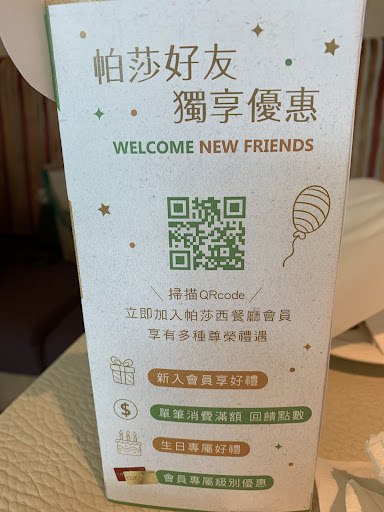 帕莎好友
獨享優惠
WELCOME NEW FRIENDS
掃描QRcode
立即加入帕莎西餐廳會員
享有多種尊榮禮遇
新入會員享好禮
$ 單筆消費滿額 回饋點數
生日專屬好禮
會員專屬級別優惠